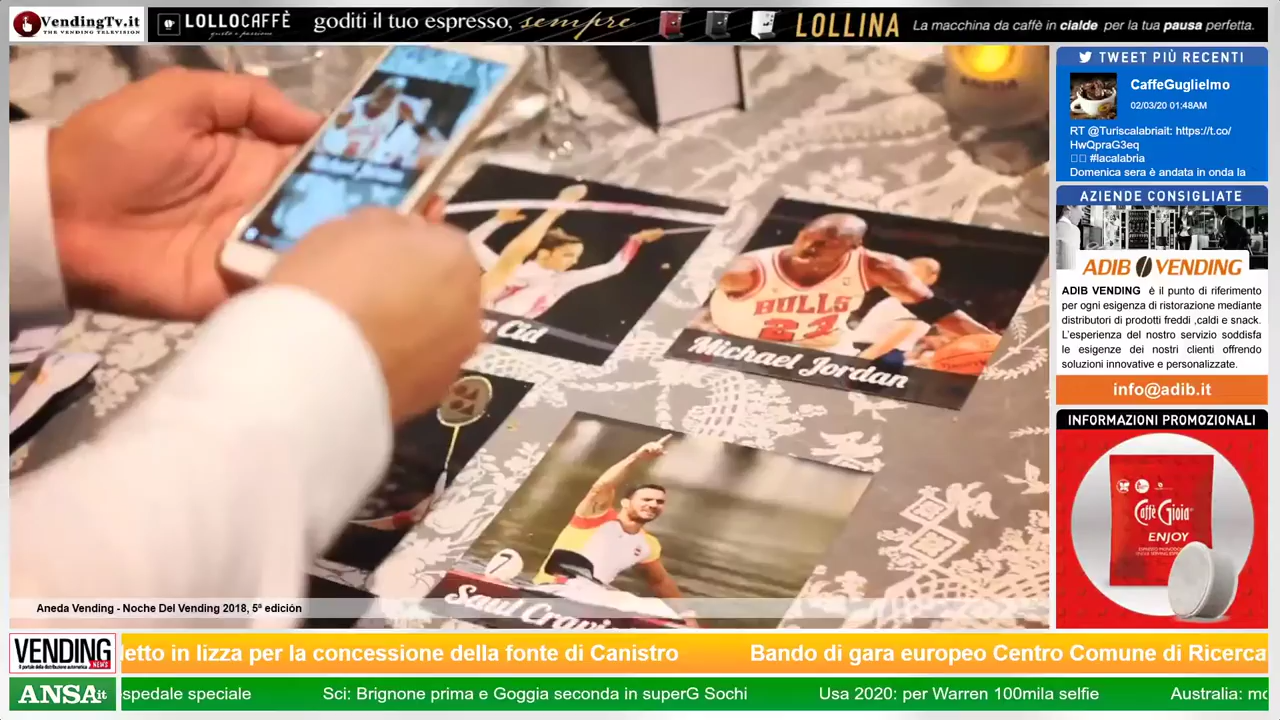 VendingTv.it
THE VENDING TELEVISION
LOLLOCAFFÈ
gusto e passione
goditi il tuo espresso, sempre
LOLLINA
La macchina da caffè in cialde per la tua pausa perfetta.
TWEET PIÙ RECENTI
CaffeGuglielmo
02/03/20 01:48AM
RT @Turiscalabriait: https://t.co/
HwQpraG3eq
#lacalabria
Domenica sera è andata in onda la
AZIENDE CONSIGLIATE
ADIB VENDING
ADIB VENDING è il punto di riferimento
per ogni esigenza di ristorazione mediante
distributori di prodotti freddi ,caldi e snack.
L'esperienza del nostro servizio soddisfa
le esigenze dei nostri clienti offrendo
soluzioni innovative e personalizzate.
info@adib.it
INFORMAZIONI PROMOZIONALI
Caffè Gioia
ENJOY
Cid
BULLS
Michael Jordan
7
Saul
Aneda Vending - Noche Del Vending 2018, 5ª edición
VENDING
NEWS
letto in lizza per la concessione della fonte di Canistro
Bando di gara europeo Centro Comune di Ricerca
ANSA.it
spedale speciale
Sci: Brignone prima e Goggia seconda in superG Sochi
Usa 2020: per Warren 100mila selfie
Australia: